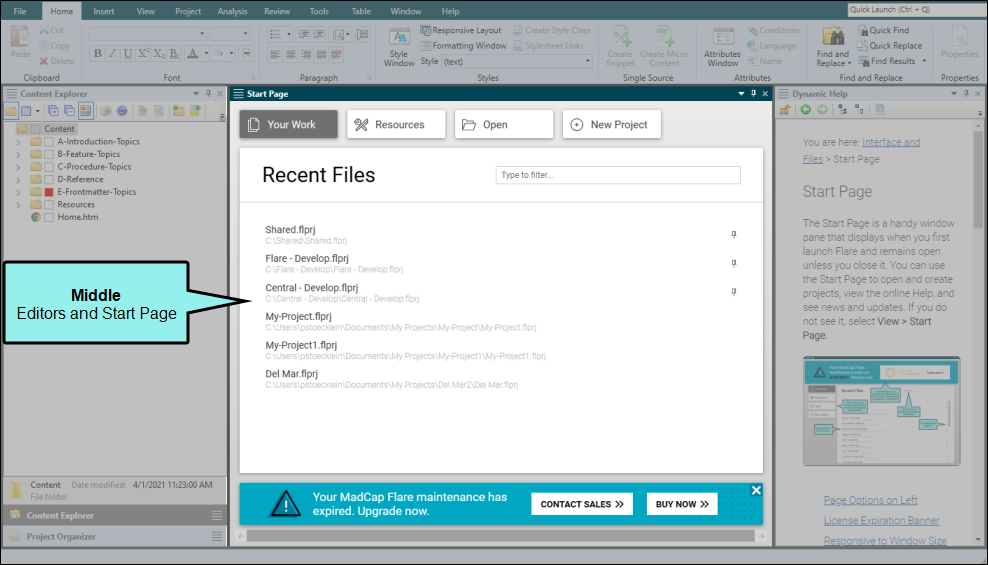 File Home Insert View Project Analysis Review Tools Table Window Help
Quick Launch (Ctrl + Q)
Paste
Cut
Copy
Delete
Clipboard
B I U X² X₂ A
Font
Paragraph
Style
Window
Responsive Layout
Formatting Window
Style (text)
Create Style Class
Stylesheet Links
Styles
Create
Snippet
Create Micro
Content
Single Source
Attributes
Window
Conditions
Language
Name
Attributes
Find and
Replace
Quick Find
Quick Replace
Find Results
Find and Replace
Properties
Properties
Content Explorer
Content
A-Introduction-Topics
B-Feature-Topics
C-Procedure-Topics
D-Reference
E-Frontmatter-Topics
Resources
Home.htm
Middle
Editors and Start Page
Content Date modified: 4/1/2021 11:23:00 AM
File folder
Content Explorer
Project Organizer
Start Page
Your Work
Resources
Open
New Project
Recent Files
Type to filter...
Shared.flprj
C:\Shared\Shared.flprj
Flare - Develop.flprj
C:\Flare - Develop\Flare - Develop.flprj
Central - Develop.flprj
C:\Central - Develop\Central - Develop.flprj
My-Project.flprj
C:\Users\pstoecklein\Documents\My Projects\My-Project\My-Project.flprj
My-Project1.flprj
C:\Users\pstoecklein\Documents\My Projects\My-Project1\My-Project1.flprj
Del Mar.flprj
C:\Users\pstoecklein\Documents\My Projects\Del Mar2\Del Mar.flprj
Your MadCap Flare maintenance has
expired. Upgrade now.
CONTACT SALES >>
BUY NOW >>
Dynamic Help
You are here: Interface and
Files > Start Page
Start Page
The Start Page is a handy window
pane that displays when you first
launch Flare and remains open
unless you close it. You can use
the Start Page to open and create
projects, view the online Help, and
see news and updates. If you do
not see it, select View > Start
Page.
Your MadCap Flare
Recent Files
Page Options on Left
License Expiration Banner
Responsive to Window Size